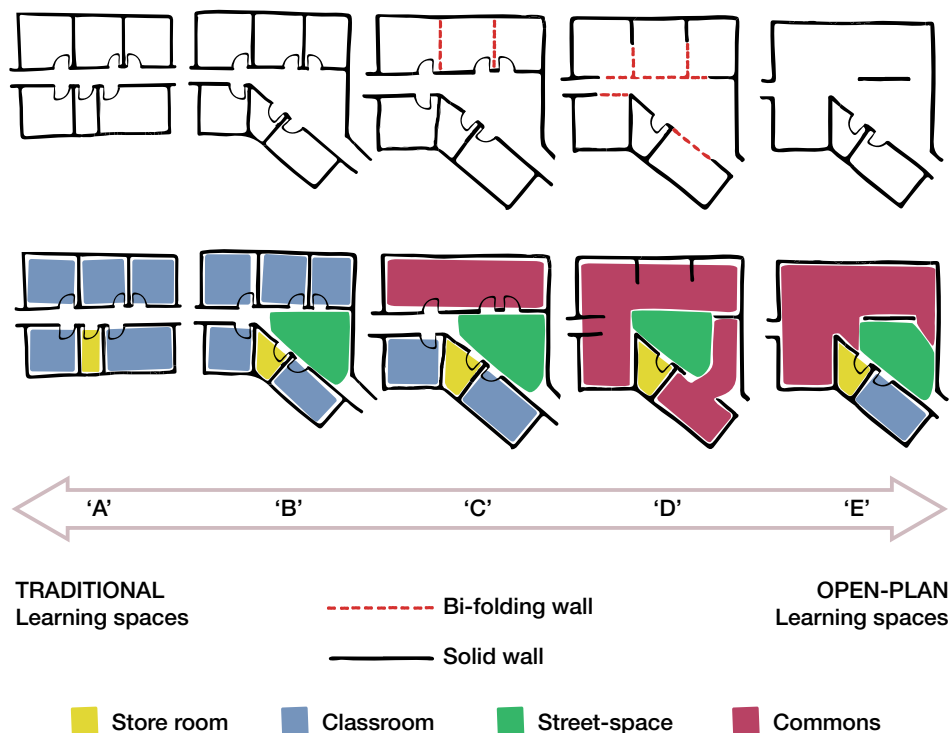 ‘A’ ‘B’ ‘C’ ‘D’ ‘E’
TRADITIONAL
Learning spaces
OPEN-PLAN
Learning spaces
Bi-folding wall
Solid wall
Store room
Classroom
Street-space
Commons